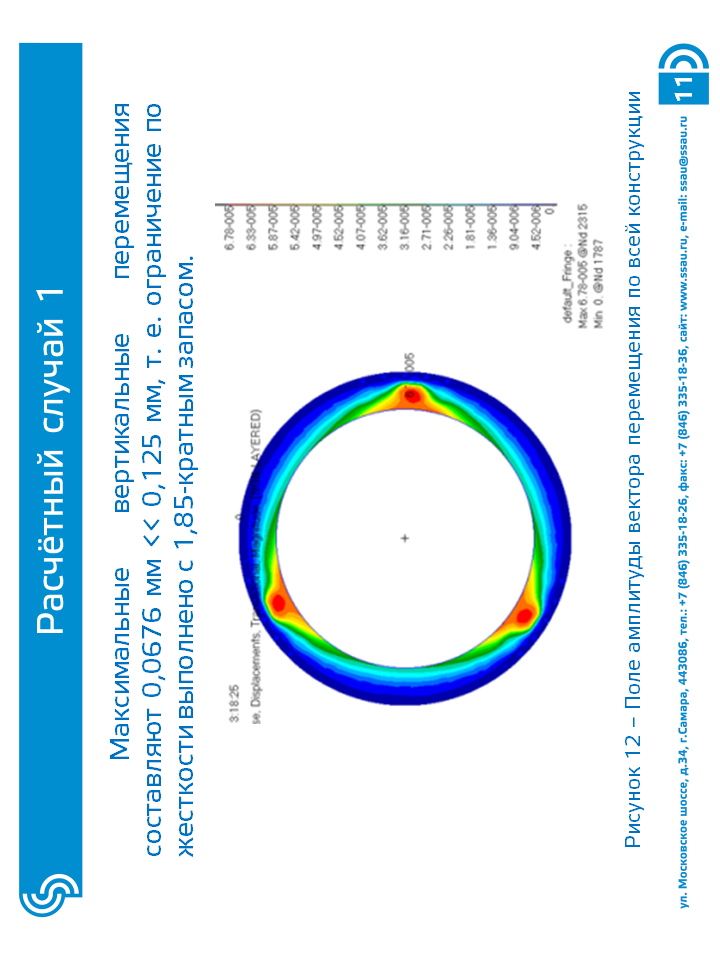 Расчётный случай 1
Максимальные вертикальные перемещения
составляют 0,0676 мм << 0,125 мм, т. е. ограничение по
жесткости выполнено с 1,85-кратным запасом.
3:18:25
se, Displacements, LAYERED)
0
005
6.78-005
6.33-005
5.87-005
5.42-005
4.97-005
4.52-005
4.07-005
3.62-005
3.16-005
2.71-005
2.26-005
1.81-005
1.36-005
9.04-006
4.52-006
0
default_Fringe :
Max 6.78-005 @Nd 2315
Min 0. @Nd 1787
Рисунок 12 – Поле амплитуды вектора перемещения по всей конструкции
ул. Московское шоссе, д.34, г.Самара, 443086, тел.: +7 (846) 335-18-26, факс: +7 (846) 335-18-36, сайт: www.ssau.ru, e-mail: ssau@ssau.ru
11